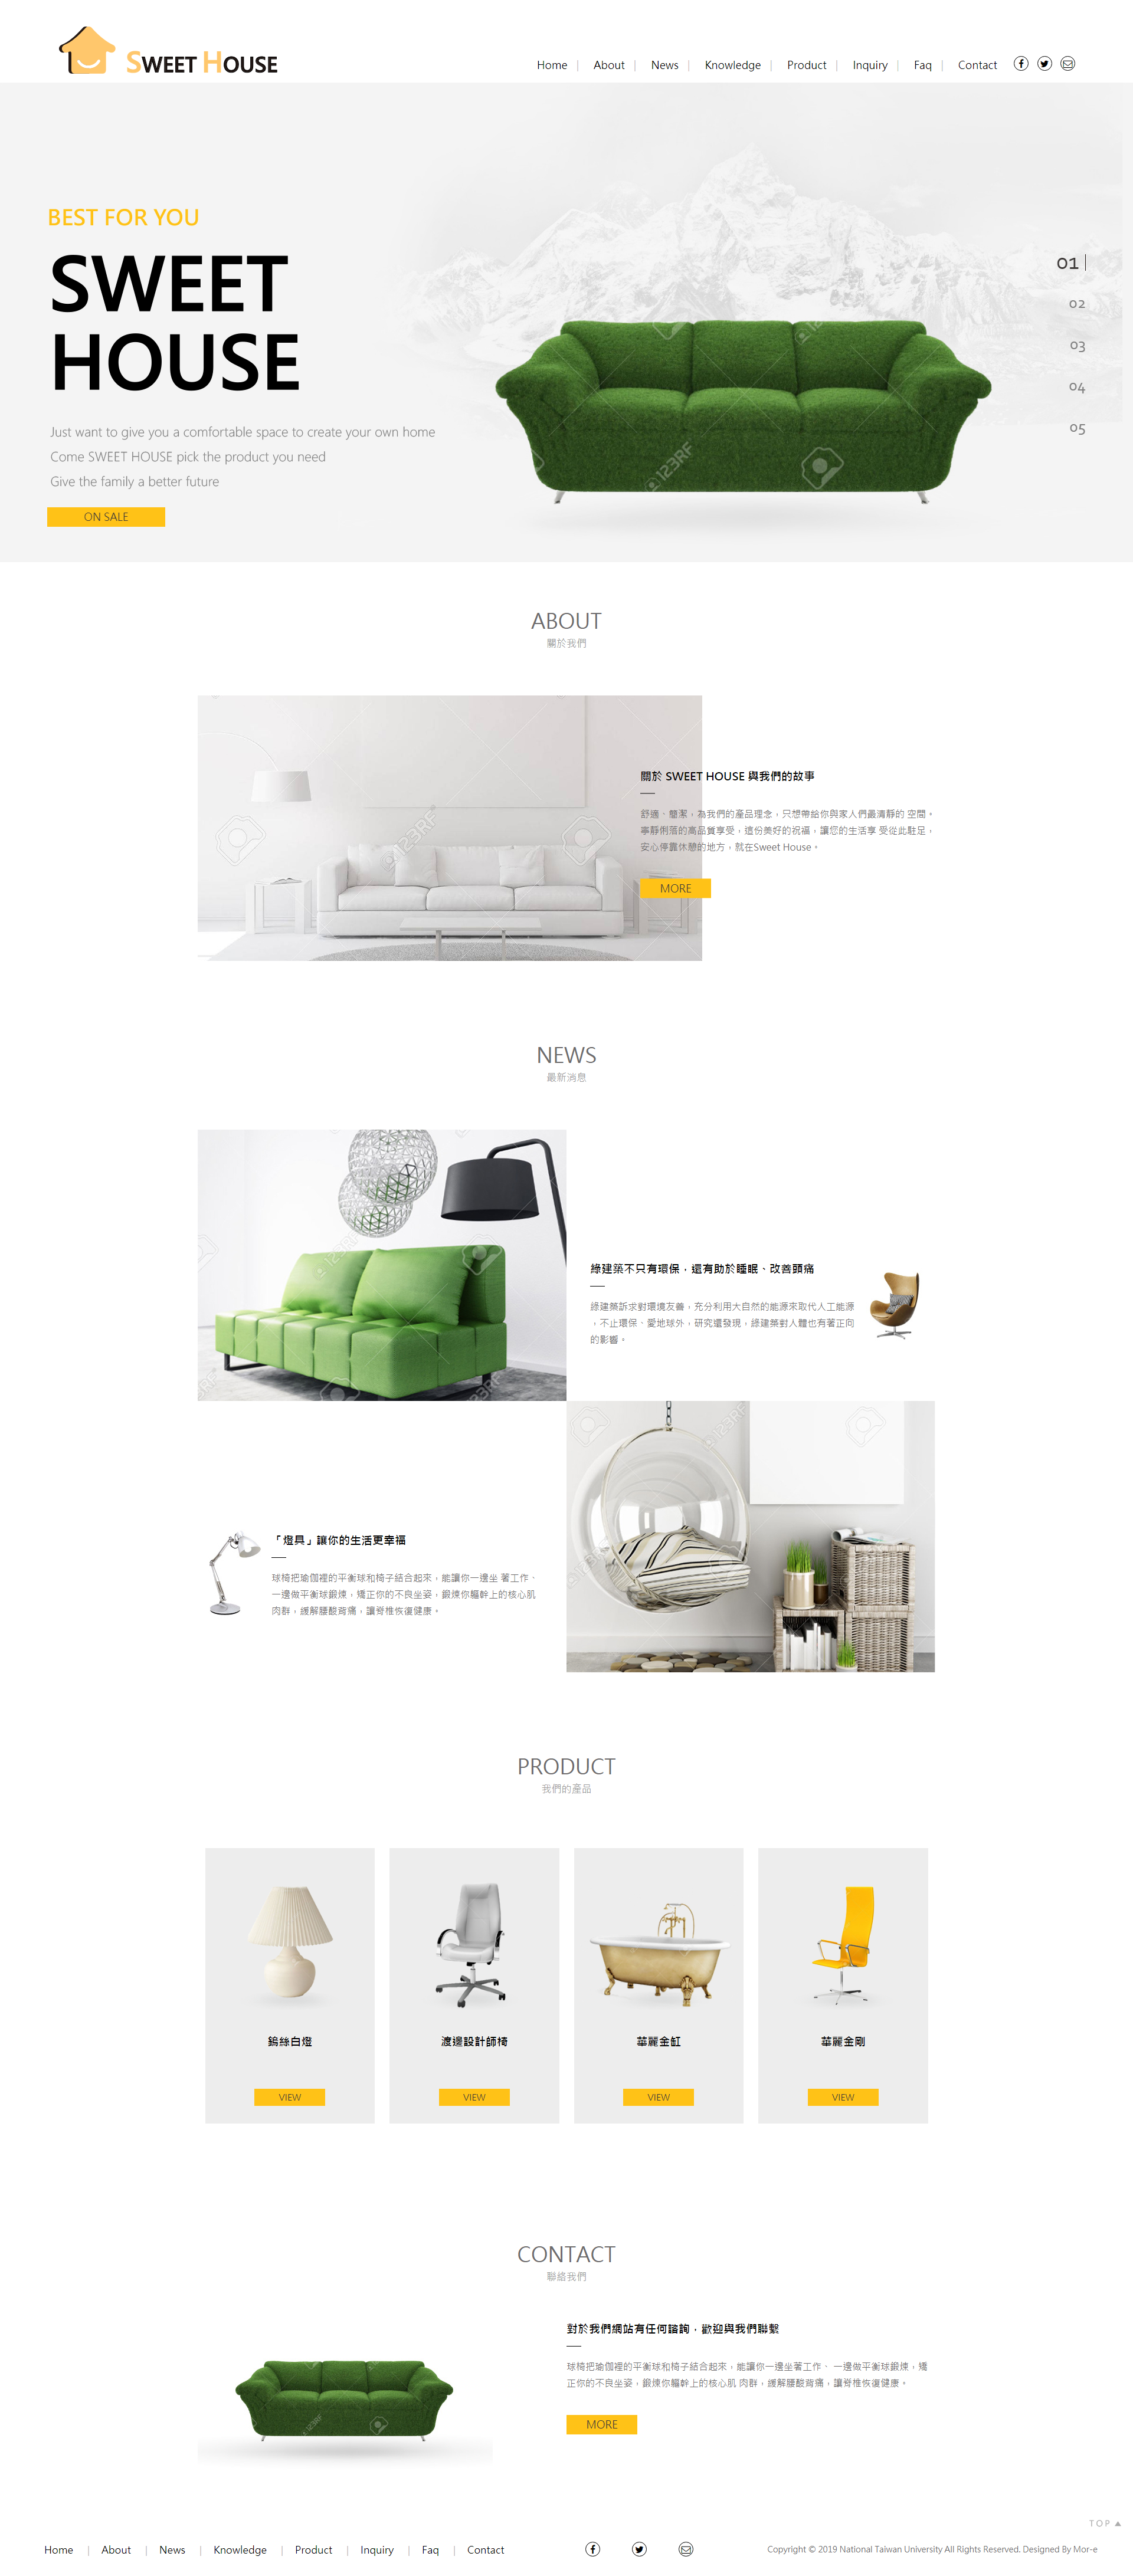 SWEET HOUSE
Home | About | News | Knowledge | Product | Inquiry | Faq | Contact
BEST FOR YOU
SWEET
HOUSE
01
02
03
04
05
Just want to give you a comfortable space to create your own home
Come SWEET HOUSE pick the product you need
Give the family a better future
ON SALE
123RF
ABOUT
關於我們
123RF
關於 SWEET HOUSE 與我們的故事
舒適、簡潔，為我們的產品理念，只想帶給你與家人們最清靜的 空間。
寧靜俐落的高品質享受，這份美好的祝福，讓您的生活享 受從此駐足，
安心停靠休憩的地方，就在Sweet House。
MORE
NEWS
最新消息
123RF
123RF
綠建築不只有環保，還有助於睡眠、改善頭痛
綠建築訴求對環境友善，充分利用大自然的能源來取代人工能源
，不止環保、愛地球外，研究還發現，綠建築對人體也有著正向
的影響。
123RF
「燈具」讓你的生活更幸福
球椅把瑜伽裡的平衡球和椅子結合起來，能讓你一邊坐 著工作、
一邊做平衡球鍛煉，矯正你的不良坐姿，鍛煉你軀幹上的核心肌
肉群，緩解腰酸背痛，讓脊椎恢復健康。
PRODUCT
我們的產品
鎢絲白燈
渡邊設計師椅
華麗金缸
華麗金剛
VIEW
VIEW
VIEW
VIEW
CONTACT
聯絡我們
對於我們網站有任何諮詢，歡迎與我們聯繫
球椅把瑜伽裡的平衡球和椅子結合起來，能讓你一邊坐著工作、 一邊做平衡球鍛煉，矯
正你的不良坐姿，鍛煉你軀幹上的核心肌 肉群，緩解腰酸背痛，讓脊椎恢復健康。
MORE
123RF
TOP
Home | About | News | Knowledge | Product | Inquiry | Faq | Contact
Copyright © 2019 National Taiwan University All Rights Reserved. Designed By Mor-e